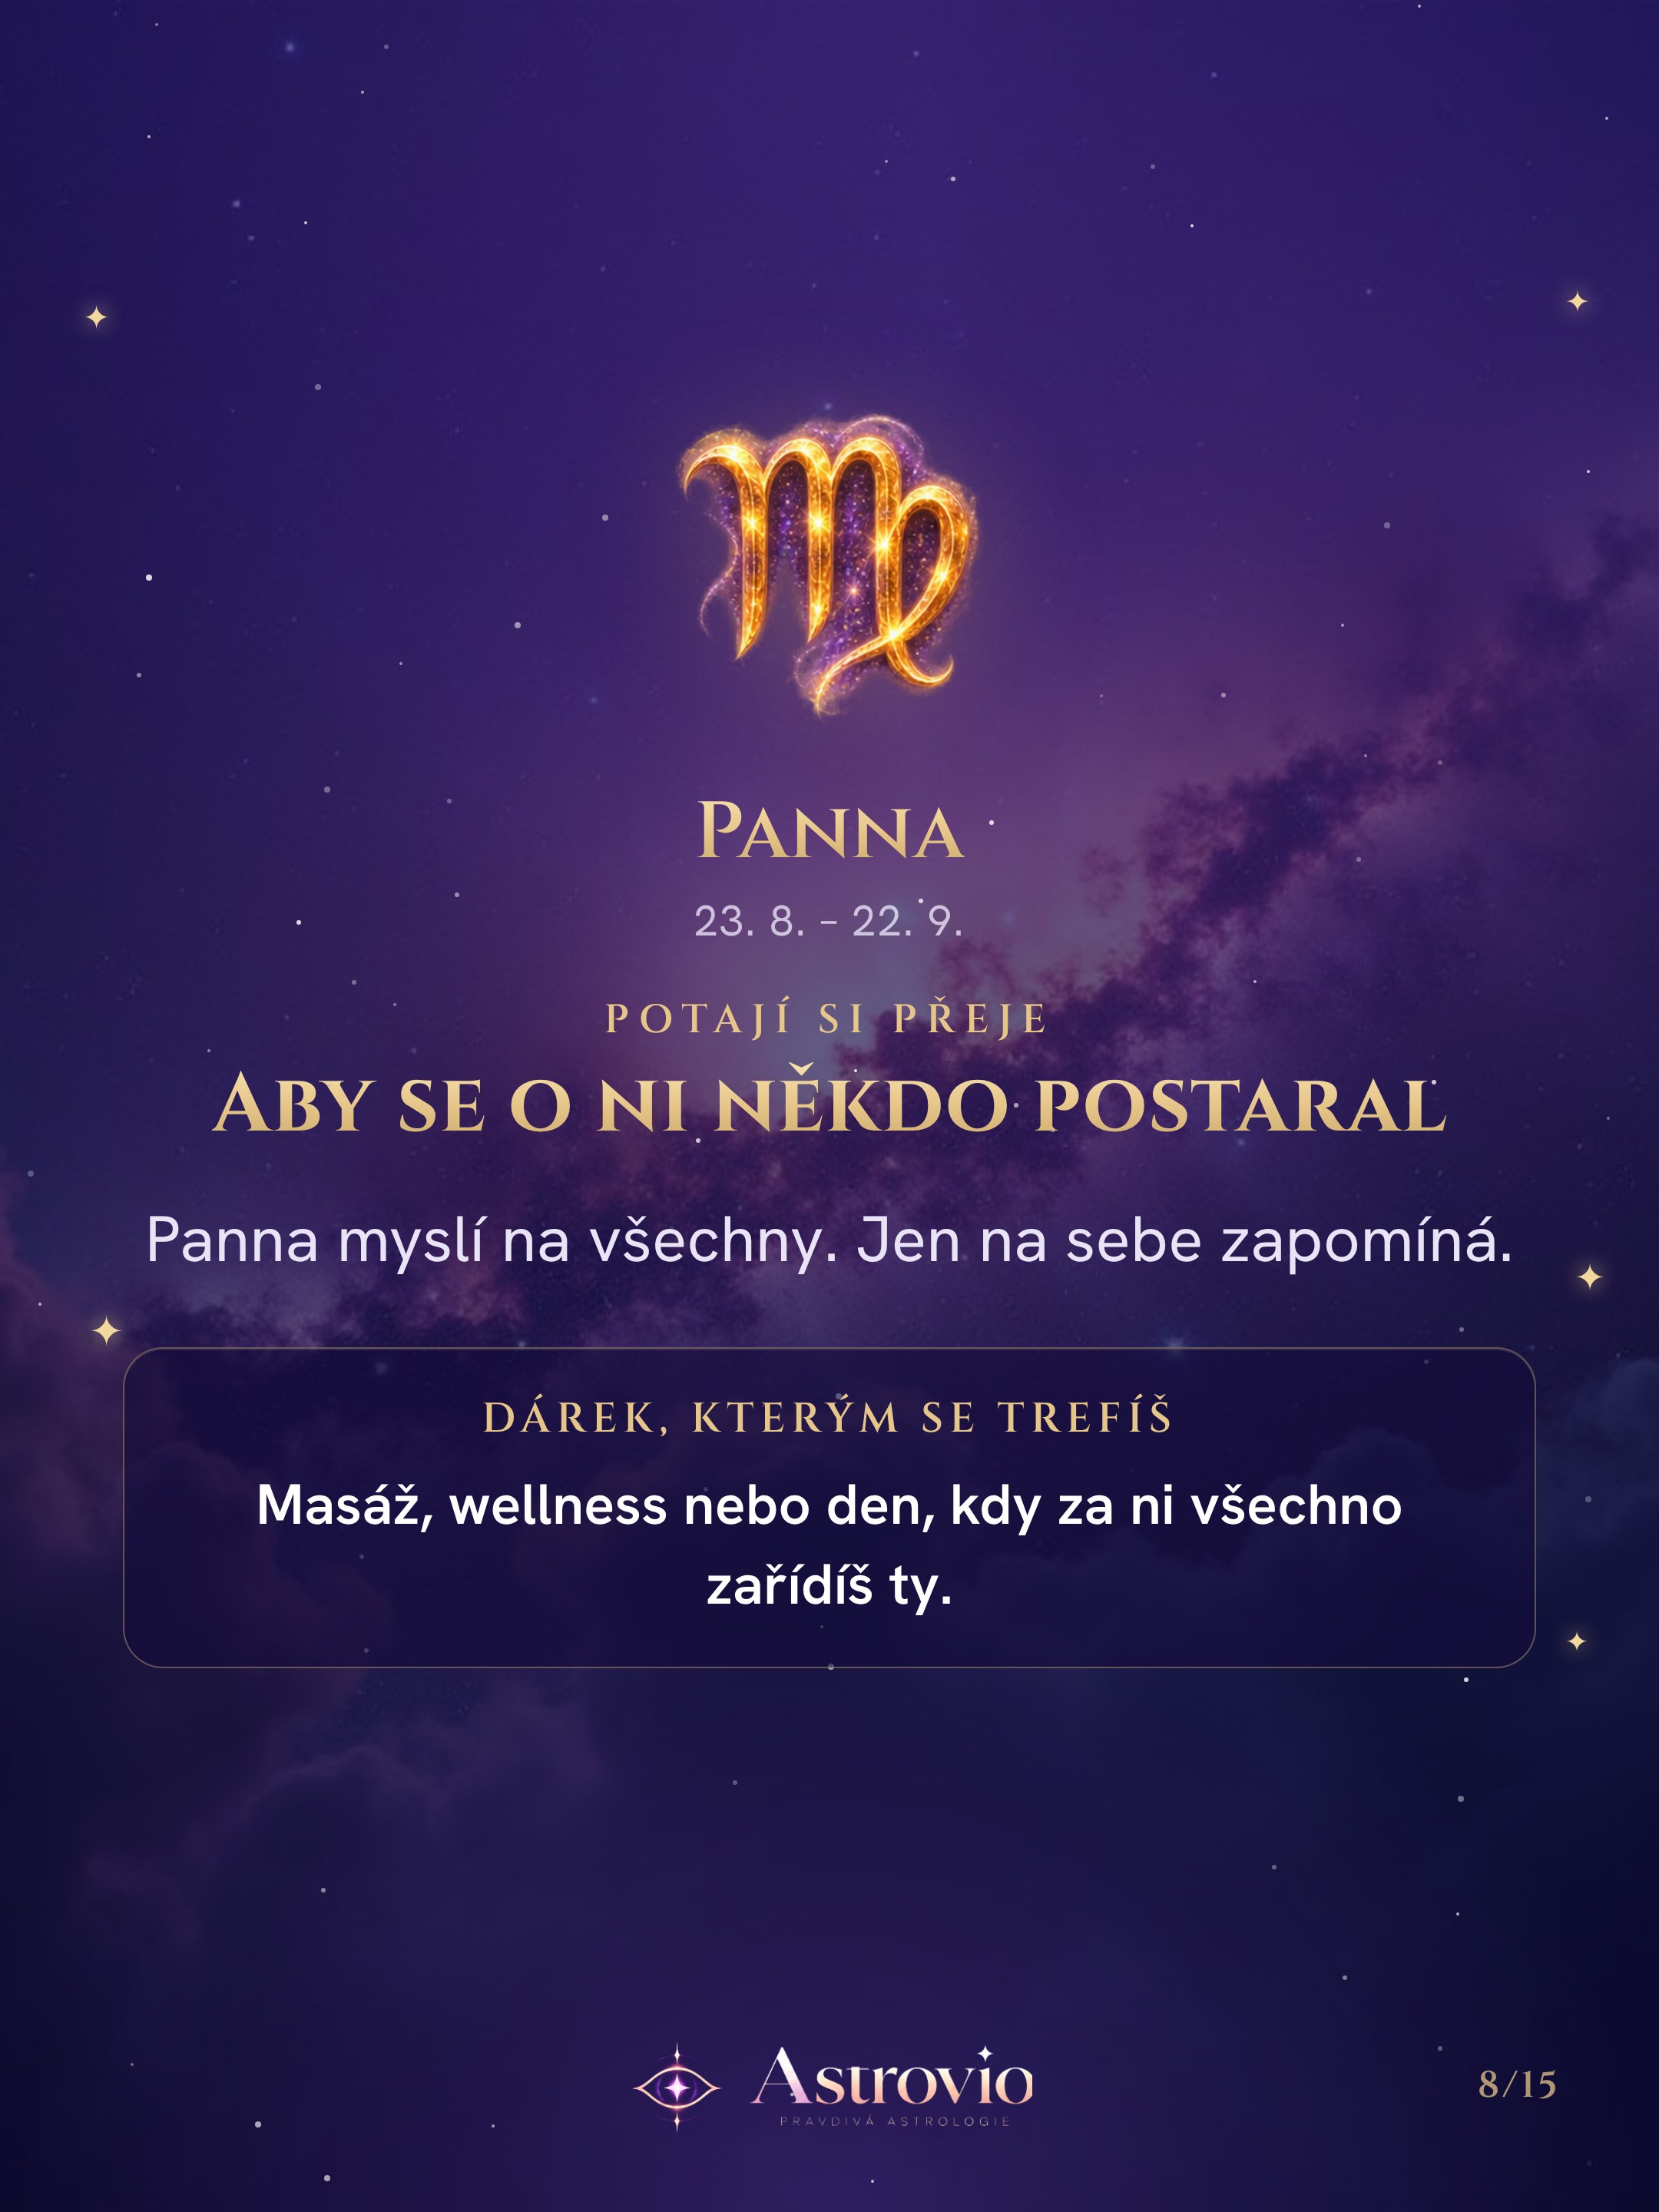 Panna
23. 8. – 22. 9.
POTAJÍ SI PŘEJE
Aby se o ni někdo postaral
Panna myslí na všechny. Jen na sebe zapomíná.
DÁREK, KTERÝM SE TREFÍŠ
Masáž, wellness nebo den, kdy za ni všechno
zařídíš ty.
Astrovio
PRAVDIVÁ ASTROLOGIE
8/15